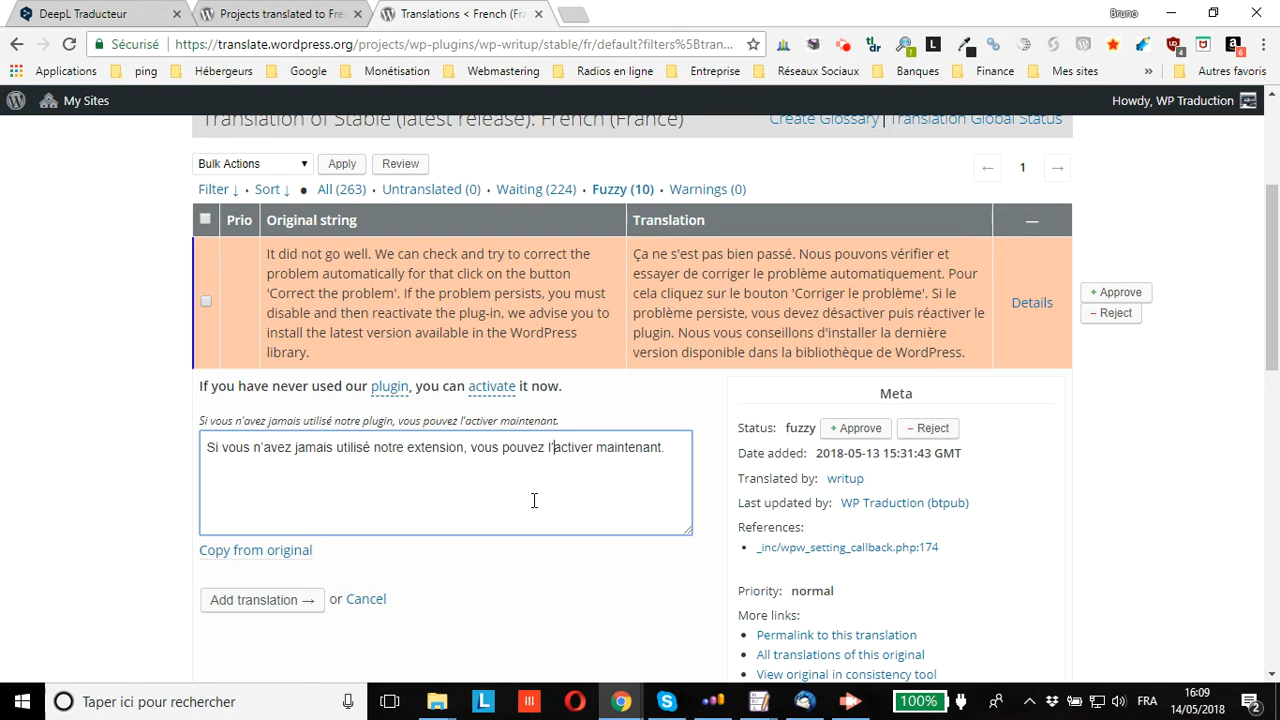 DeepL Traducteur
Projects translated to Fre
Translations < French (Fra
Bruno
Sécurisé
https://translate.wordpress.org/projects/wp-plugins/wp-writup/stable/fr/default?filters%5Btran...
Applications
ping
Hébergeurs
Google
Monétisation
Webmastering
Radios en ligne
Entreprise
Réseaux Sociaux
Banques
Finance
Mes sites
»
Autres favoris
My Sites
Howdy, WP Traduction
Translation of Stable (latest release): French (France)
Create Glossary | Translation Global Status
Bulk Actions
Apply
Review
← 1 →
Filter ↓ • Sort ↓ • All (263) • Untranslated (0) • Waiting (224) • Fuzzy (10) • Warnings (0)
Prio
Original string
Translation
—
It did not go well. We can check and try to correct the
problem automatically for that click on the button
'Correct the problem'. If the problem persists, you must
disable and then reactivate the plug-in, we advise you to
install the latest version available in the WordPress
library.
Ça ne s'est pas bien passé. Nous pouvons vérifier et
essayer de corriger le problème automatiquement. Pour
cela cliquez sur le bouton 'Corriger le problème'. Si le
problème persiste, vous devez désactiver puis réactiver le
plugin. Nous vous conseillons d'installer la dernière
version disponible dans la bibliothèque de WordPress.
Details
+ Approve
– Reject
If you have never used our plugin, you can activate it now.
Si vous n'avez jamais utilisé notre plugin, vous pouvez l'activer maintenant.
Si vous n’avez jamais utilisé notre extension, vous pouvez l’activer maintenant.
Copy from original
Add translation → or Cancel
Meta
Status: fuzzy + Approve – Reject
Date added: 2018-05-13 15:31:43 GMT
Translated by: writup
Last updated by: WP Traduction (btpub)
References:
• _inc/wpw_setting_callback.php:174
Priority: normal
More links:
• Permalink to this translation
• All translations of this original
• View original in consistency tool
Taper ici pour rechercher
100%
FRA
16:09
14/05/2018